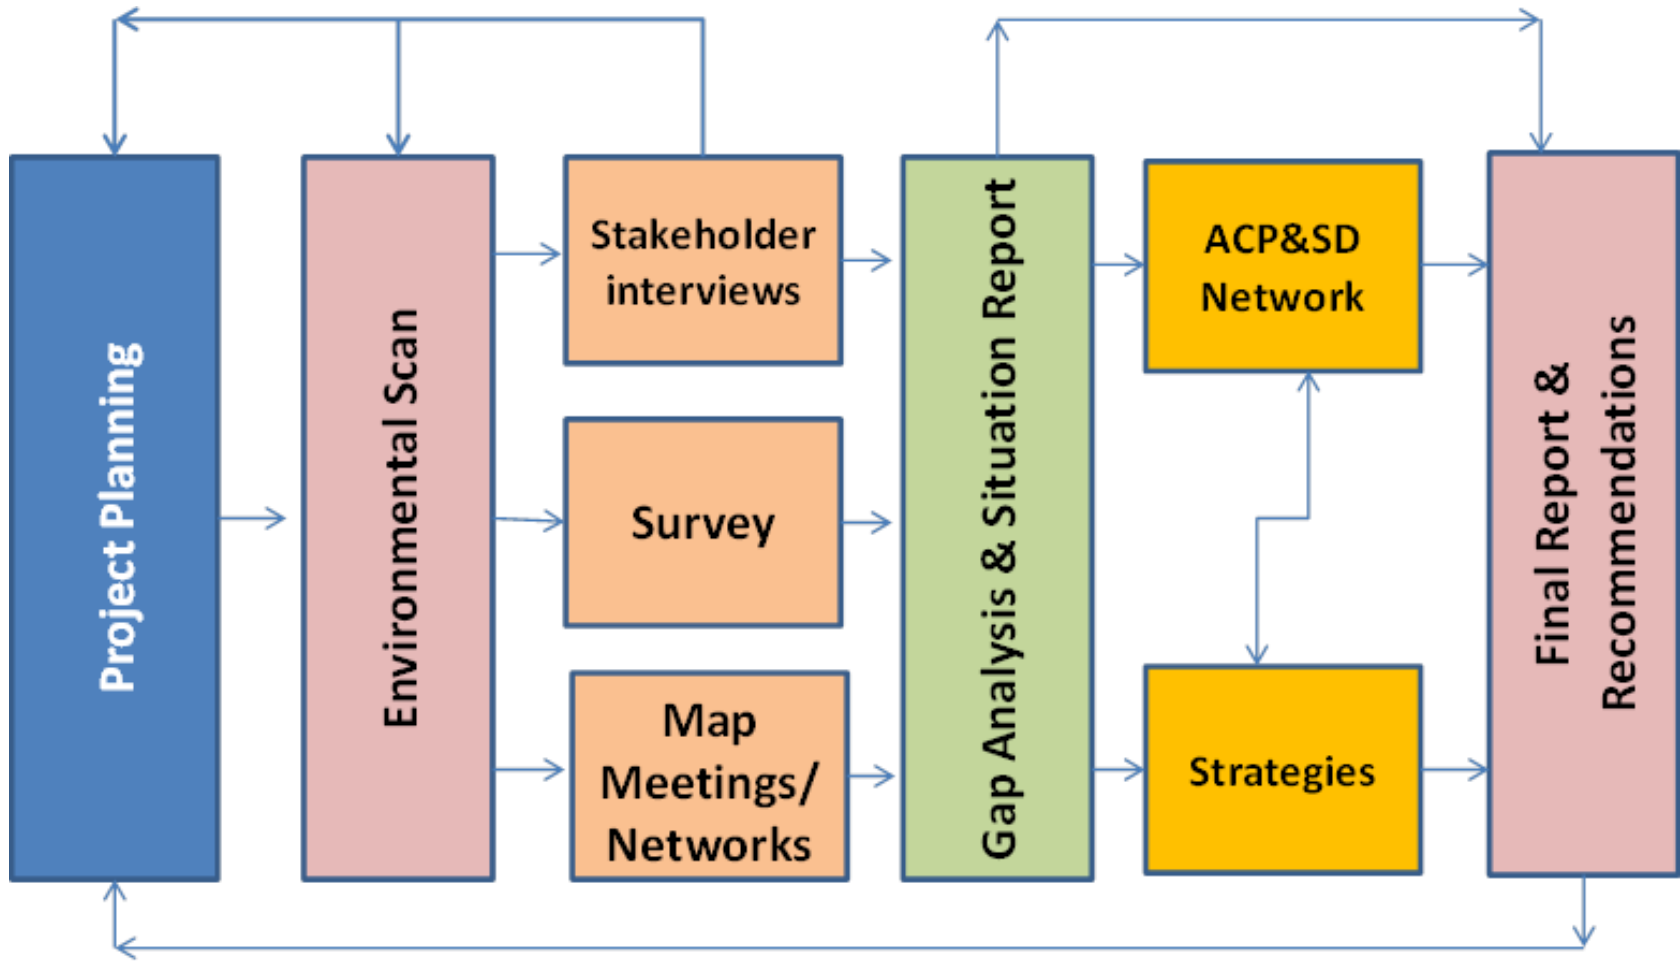 Project Planning
Environmental Scan
Stakeholder
interviews
Survey
Map
Meetings/
Networks
Gap Analysis & Situation Report
ACP&SD
Network
Strategies
Final Report &
Recommendations